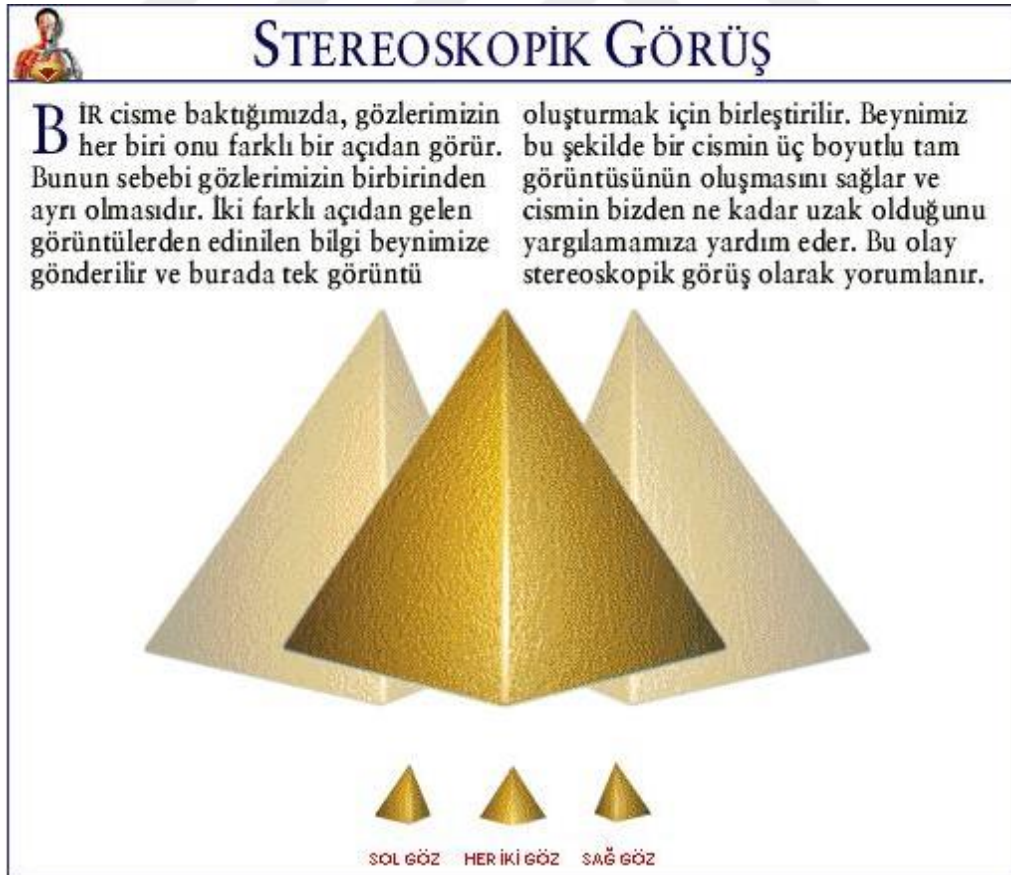 STEREOSKOPİK GÖRÜŞ
BİR cisme baktığımızda, gözlerimizin
her biri onu farklı bir açıdan görür.
Bunun sebebi gözlerimizin birbirinden
ayrı olmasıdır. İki farklı açıdan gelen
görüntülerden edinilen bilgi beynimize
gönderilir ve burada tek görüntü
oluşturmak için birleştirilir. Beynimiz
bu şekilde bir cismin üç boyutlu tam
görüntüsünün oluşmasını sağlar ve
cismin bizden ne kadar uzak olduğunu
yargılamamıza yardım eder. Bu olay
stereoskopik görüş olarak yorumlanır.
SOL GÖZ HER İKİ GÖZ SAĞ GÖZ